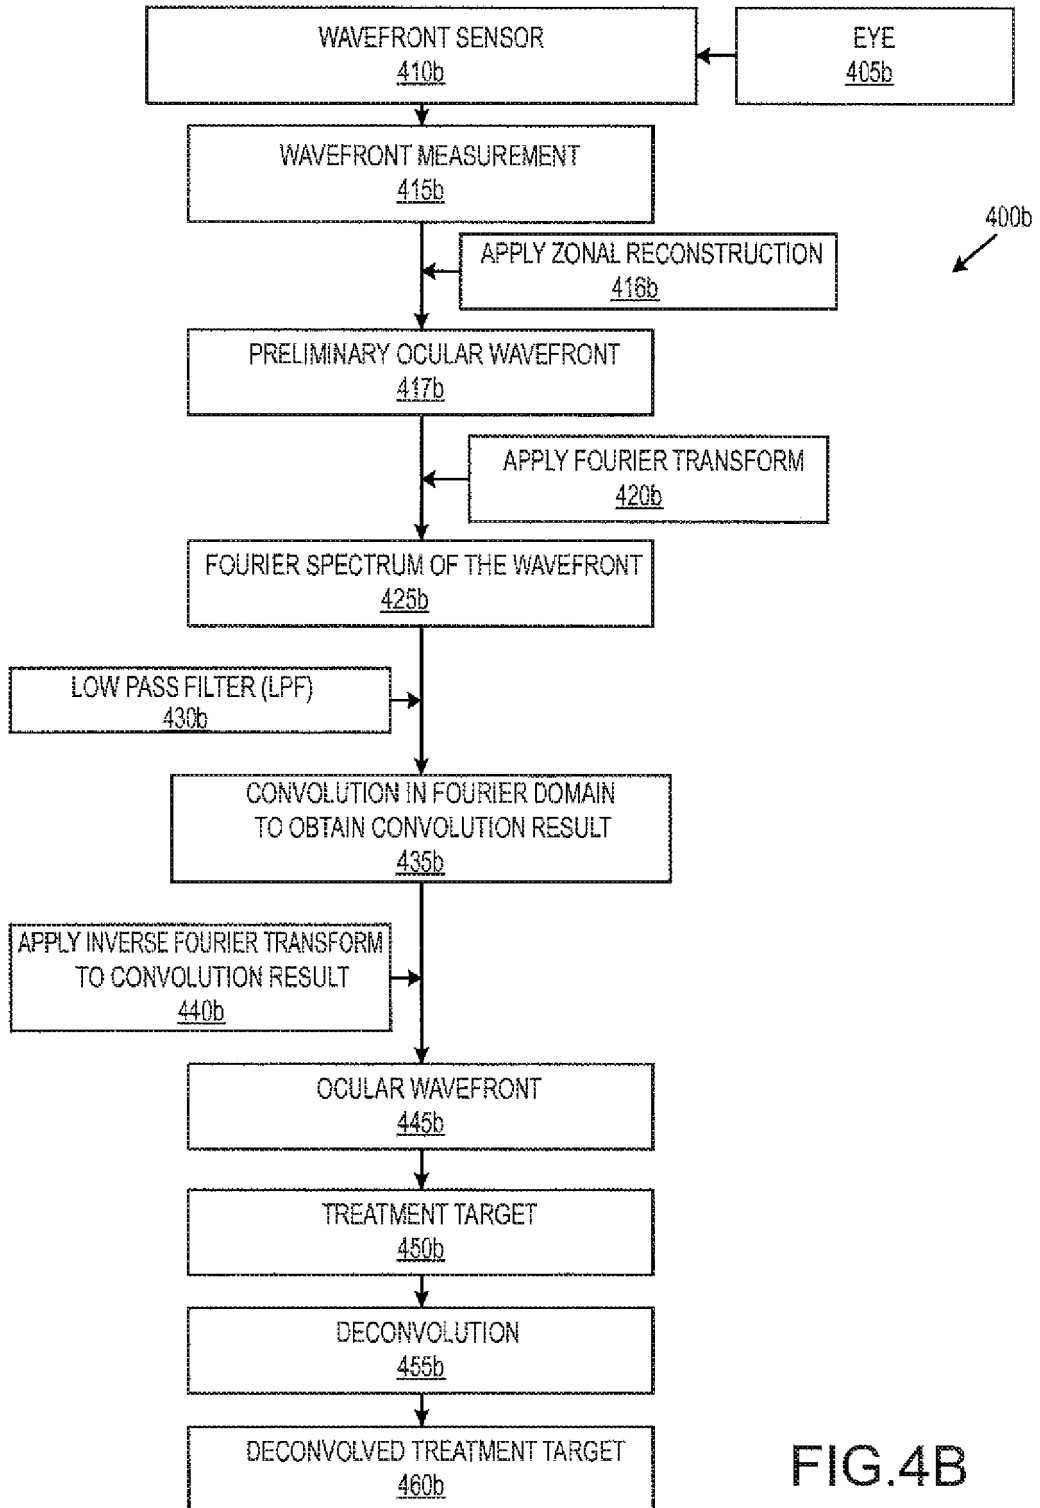 WAVEFRONT SENSOR
410b
EYE
405b
WAVEFRONT MEASUREMENT
415b
400b
APPLY ZONAL RECONSTRUCTION
416b
PRELIMINARY OCULAR WAVEFRONT
417b
APPLY FOURIER TRANSFORM
420b
FOURIER SPECTRUM OF THE WAVEFRONT
425b
LOW PASS FILTER (LPF)
430b
CONVOLUTION IN FOURIER DOMAIN
TO OBTAIN CONVOLUTION RESULT
435b
APPLY INVERSE FOURIER TRANSFORM
TO CONVOLUTION RESULT
440b
OCULAR WAVEFRONT
445b
TREATMENT TARGET
450b
DECONVOLUTION
455b
DECONVOLVED TREATMENT TARGET
460b
FIG.4B